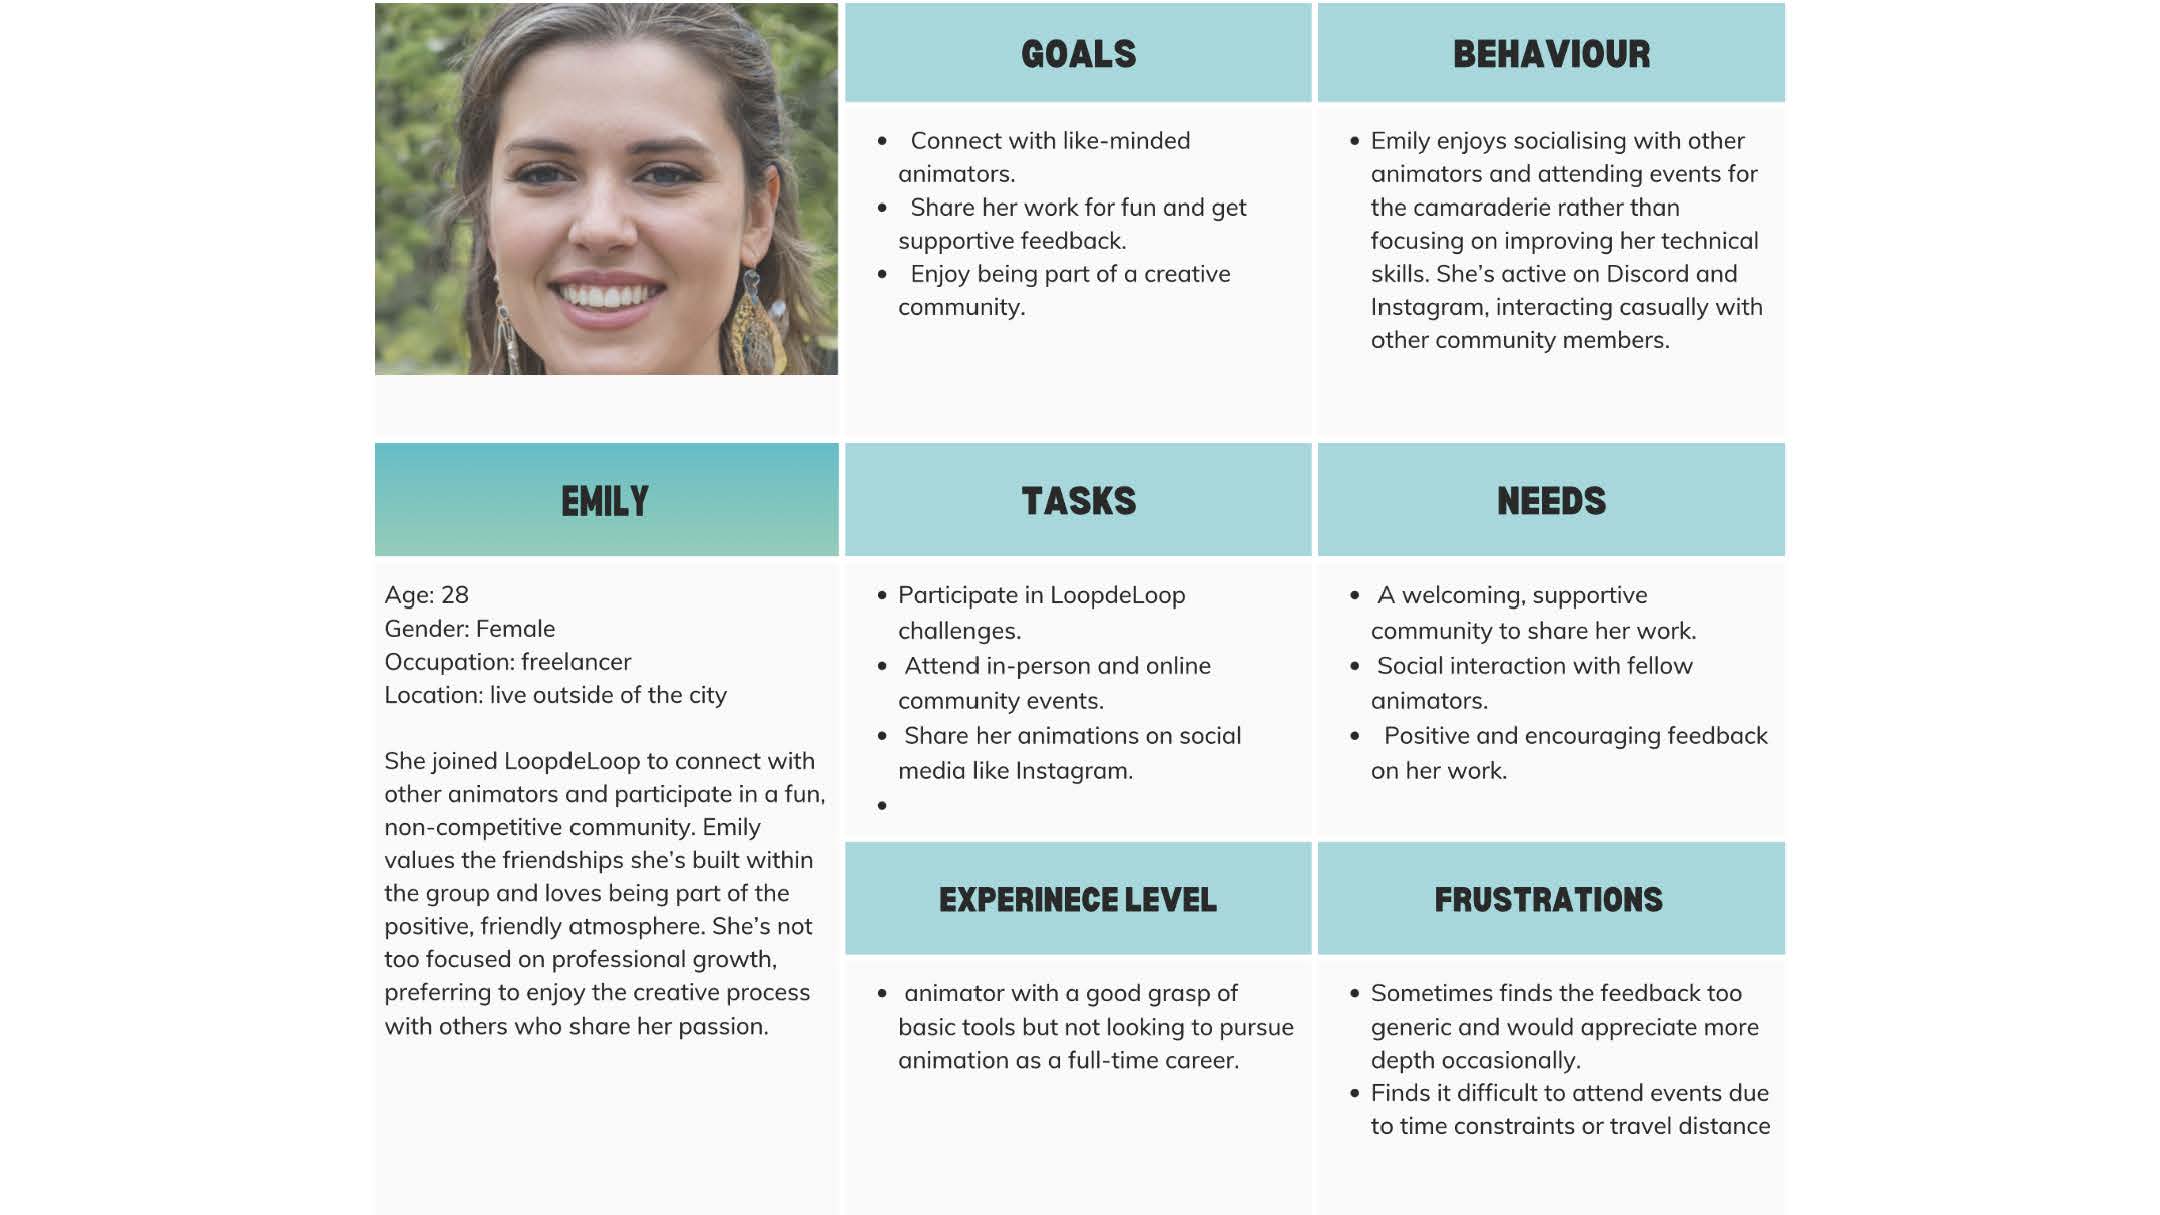 GOALS
• Connect with like-minded
animators.
• Share her work for fun and get
supportive feedback.
• Enjoy being part of a creative
community.
BEHAVIOUR
• Emily enjoys socialising with other
animators and attending events for
the camaraderie rather than
focusing on improving her technical
skills. She's active on Discord and
Instagram, interacting casually with
other community members.
EMILY
Age: 28
Gender: Female
Occupation: freelancer
Location: live outside of the city
She joined LoopdeLoop to connect with
other animators and participate in a fun,
non-competitive community. Emily
values the friendships she's built within
the group and loves being part of the
positive, friendly atmosphere. She's not
too focused on professional growth,
preferring to enjoy the creative process
with others who share her passion.
TASKS
• Participate in LoopdeLoop
challenges.
• Attend in-person and online
community events.
• Share her animations on social
media like Instagram.
•
NEEDS
• A welcoming, supportive
community to share her work.
• Social interaction with fellow
animators.
• Positive and encouraging feedback
on her work.
EXPERINECE LEVEL
• animator with a good grasp of
basic tools but not looking to pursue
animation as a full-time career.
FRUSTRATIONS
• Sometimes finds the feedback too
generic and would appreciate more
depth occasionally.
• Finds it difficult to attend events due
to time constraints or travel distance